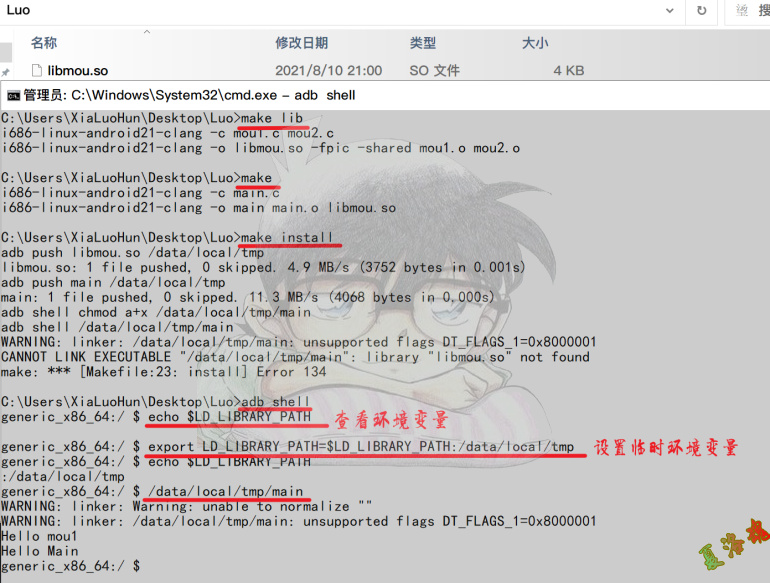 Luo
搜
名称 修改日期 类型 大小
libmou.so 2021/8/10 21:00 SO 文件 4 KB
管理员: C:\Windows\System32\cmd.exe - adb  shell
C:\Users\XiaLuoHun\Desktop\Luo>make lib
i686-linux-android21-clang -c mou1.c mou2.c
i686-linux-android21-clang -o libmou.so -fpic -shared mou1.o mou2.o
C:\Users\XiaLuoHun\Desktop\Luo>make
i686-linux-android21-clang -c main.c
i686-linux-android21-clang -o main main.o libmou.so
C:\Users\XiaLuoHun\Desktop\Luo>make install
adb push libmou.so /data/local/tmp
libmou.so: 1 file pushed, 0 skipped. 4.9 MB/s (3752 bytes in 0.001s)
adb push main /data/local/tmp
main: 1 file pushed, 0 skipped. 11.3 MB/s (4068 bytes in 0.000s)
adb shell chmod a+x /data/local/tmp/main
adb shell /data/local/tmp/main
WARNING: linker: /data/local/tmp/main: unsupported flags DT_FLAGS_1=0x8000001
CANNOT LINK EXECUTABLE "/data/local/tmp/main": library "libmou.so" not found
make: *** [Makefile:23: install] Error 134
C:\Users\XiaLuoHun\Desktop\Luo>adb shell
generic_x86_64:/ $ echo $LD_LIBRARY_PATH 查看环境变量
generic_x86_64:/ $ export LD_LIBRARY_PATH=$LD_LIBRARY_PATH:/data/local/tmp 设置临时环境变量
generic_x86_64:/ $ echo $LD_LIBRARY_PATH
:/data/local/tmp
generic_x86_64:/ $ /data/local/tmp/main
WARNING: linker: Warning: unable to normalize ""
WARNING: linker: /data/local/tmp/main: unsupported flags DT_FLAGS_1=0x8000001
Hello mou1
Hello Main
generic_x86_64:/ $
夏洛魂